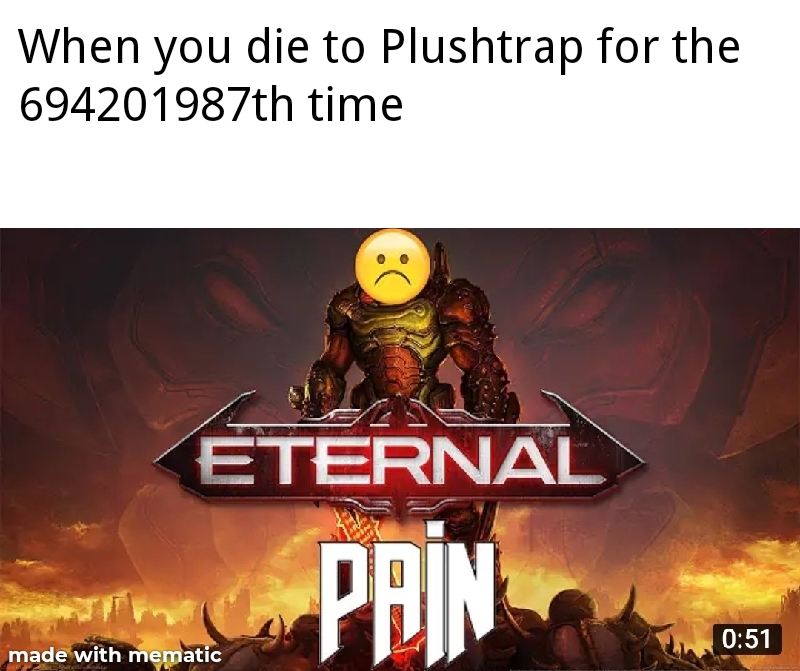 When you die to Plushtrap for the
694201987th time
ETERNAL
PAiN
0:51
made with mematic